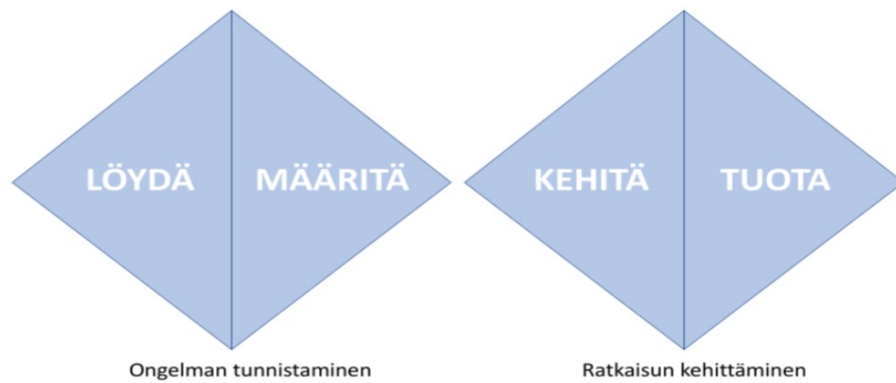 LÖYDÄ MÄÄRITÄ KEHITÄ TUOTA
Ongelman tunnistaminen Ratkaisun kehittäminen